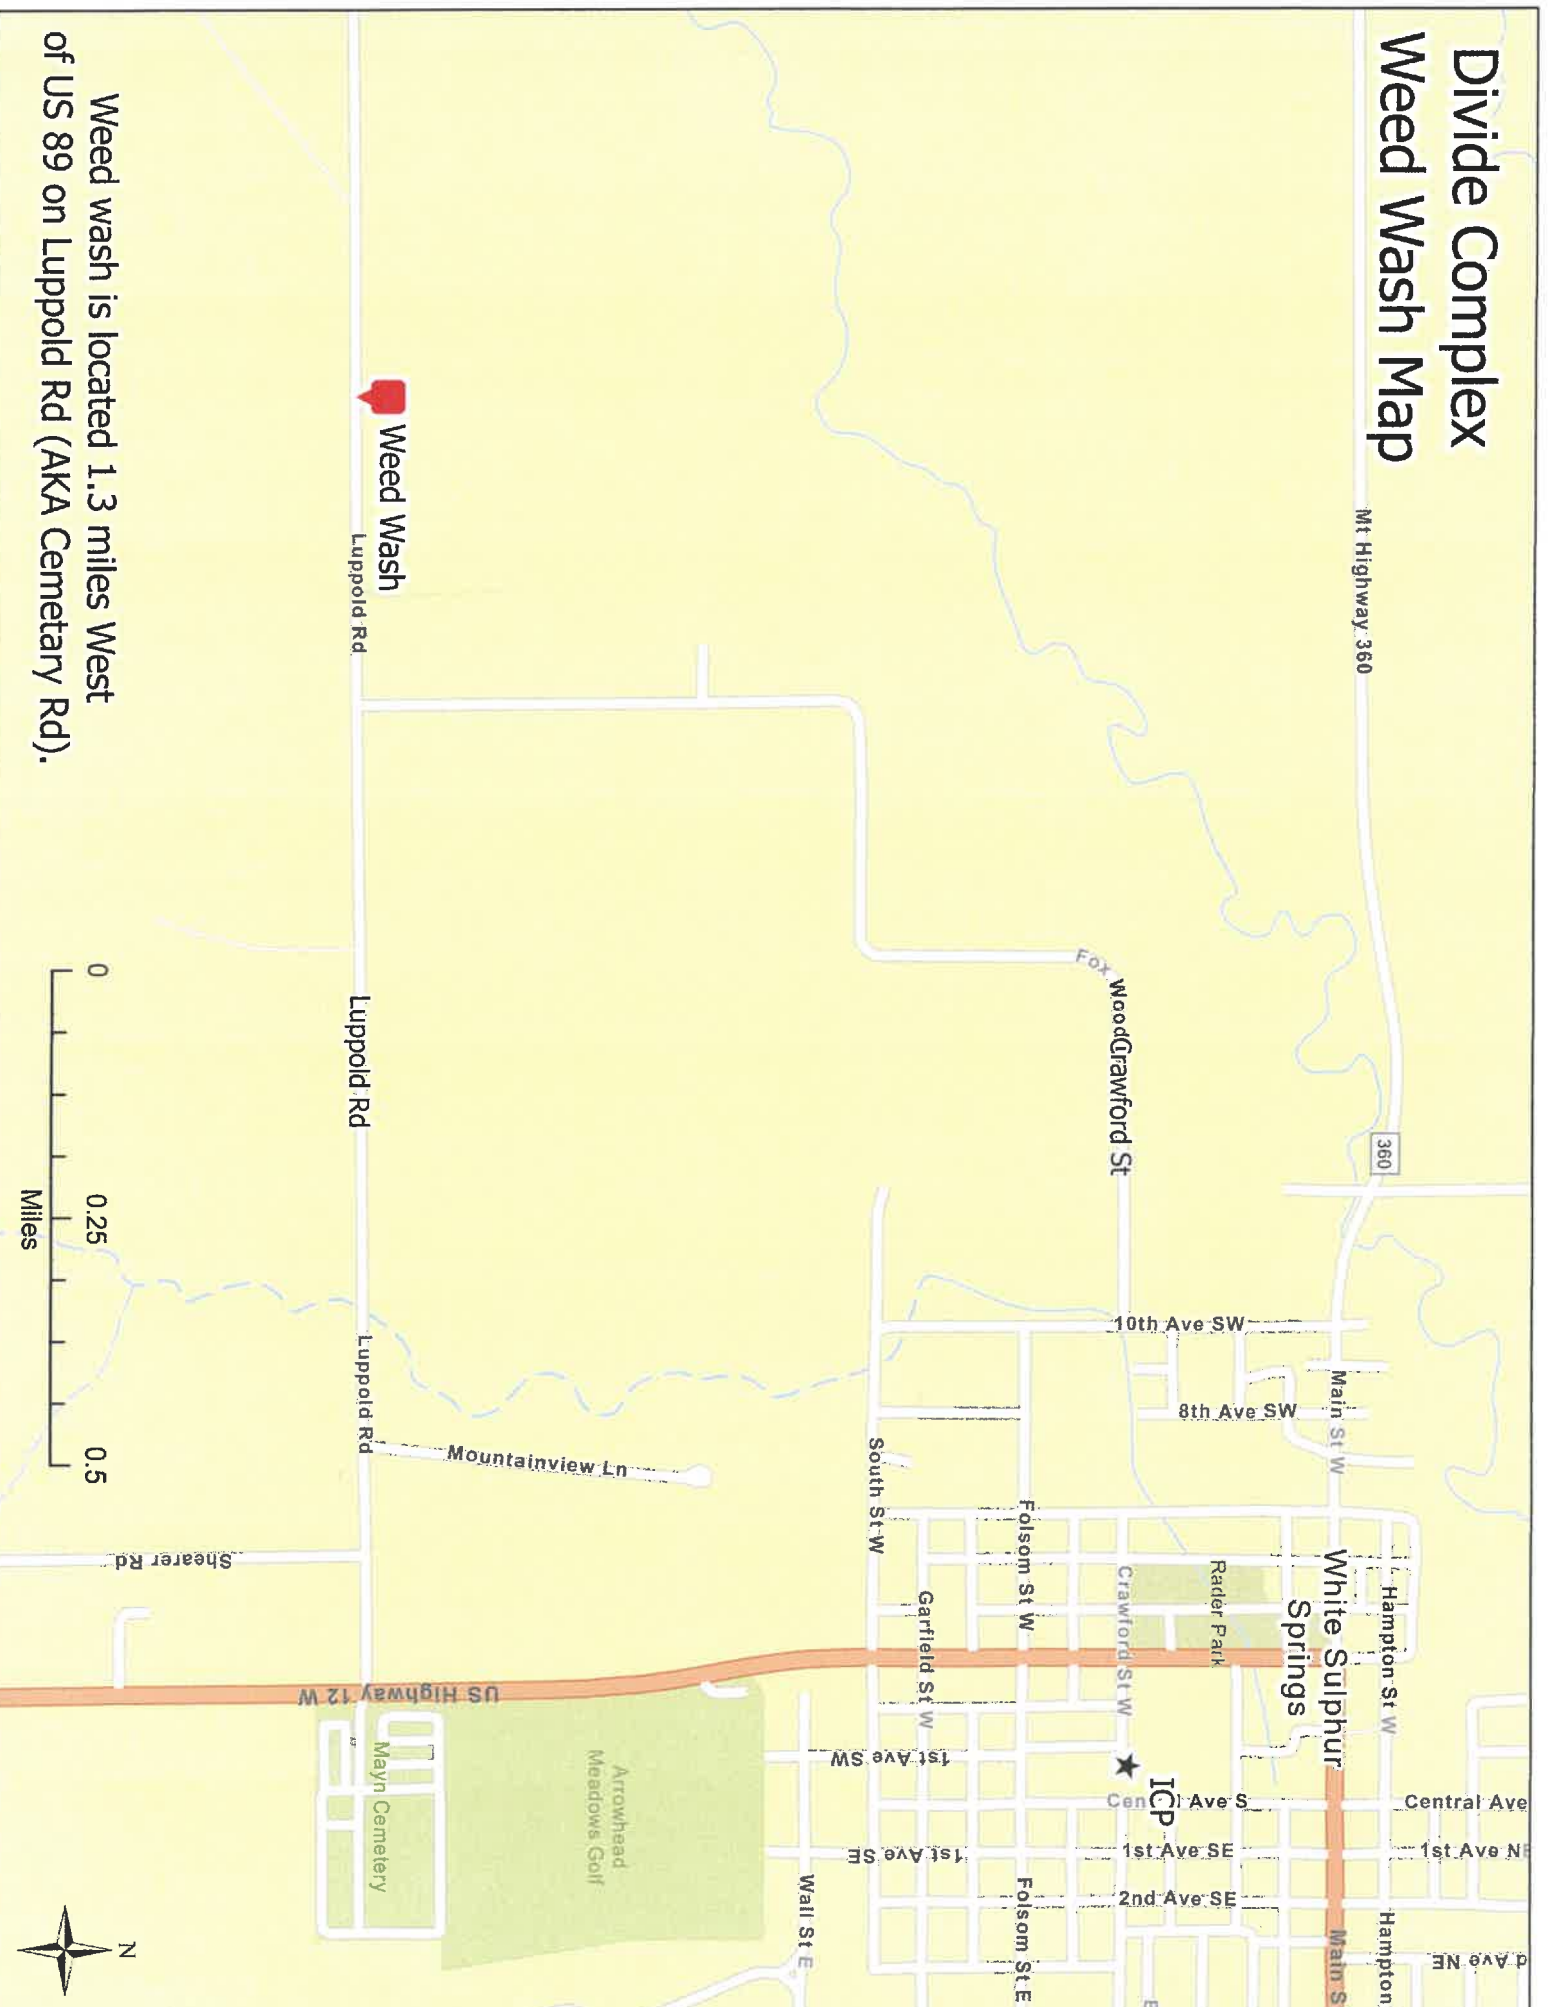 Divide Complex
Weed Wash Map
Mt Highway 360
360
Main St W
White Sulphur
Springs
Hampton St W
Central Ave
1st Ave N
Hampton
d Ave NE
Main S
10th Ave SW
8th Ave SW
Rader Park
Fox Wood
Crawford St
Crawford St W
ICP
Cen
l Ave S
1st Ave SE
2nd Ave SE
Folsom St W
Folsom St E
Garfield St W
South St W
1st Ave SW
1st Ave SE
Wall St E
Arrowhead
Meadows Golf
US Highway 12 W
Mayn Cemetery
Mountainview Ln
Weed Wash
Luppold Rd
Luppold Rd
Luppold Rd
Shearer Rd
Weed wash is located 1.3 miles West
of US 89 on Luppold Rd (AKA Cemetary Rd).
0 0.25 0.5
Miles
N